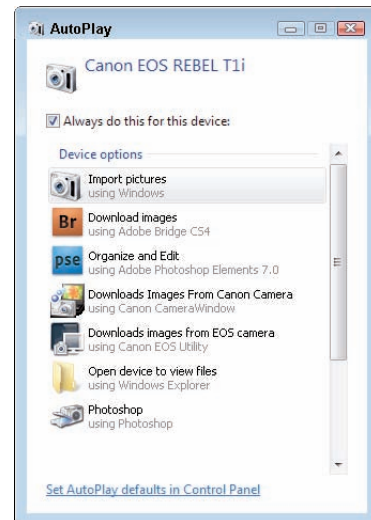 AutoPlay
Canon EOS REBEL T1i
Always do this for this device:
Device options
Import pictures
using Windows
Br
Download images
using Adobe Bridge CS4
pse
Organize and Edit
using Adobe Photoshop Elements 7.0
Downloads Images From Canon Camera
using Canon CameraWindow
Downloads images from EOS camera
using Canon EOS Utility
Open device to view files
using Windows Explorer
Photoshop
using Photoshop
Set AutoPlay defaults in Control Panel